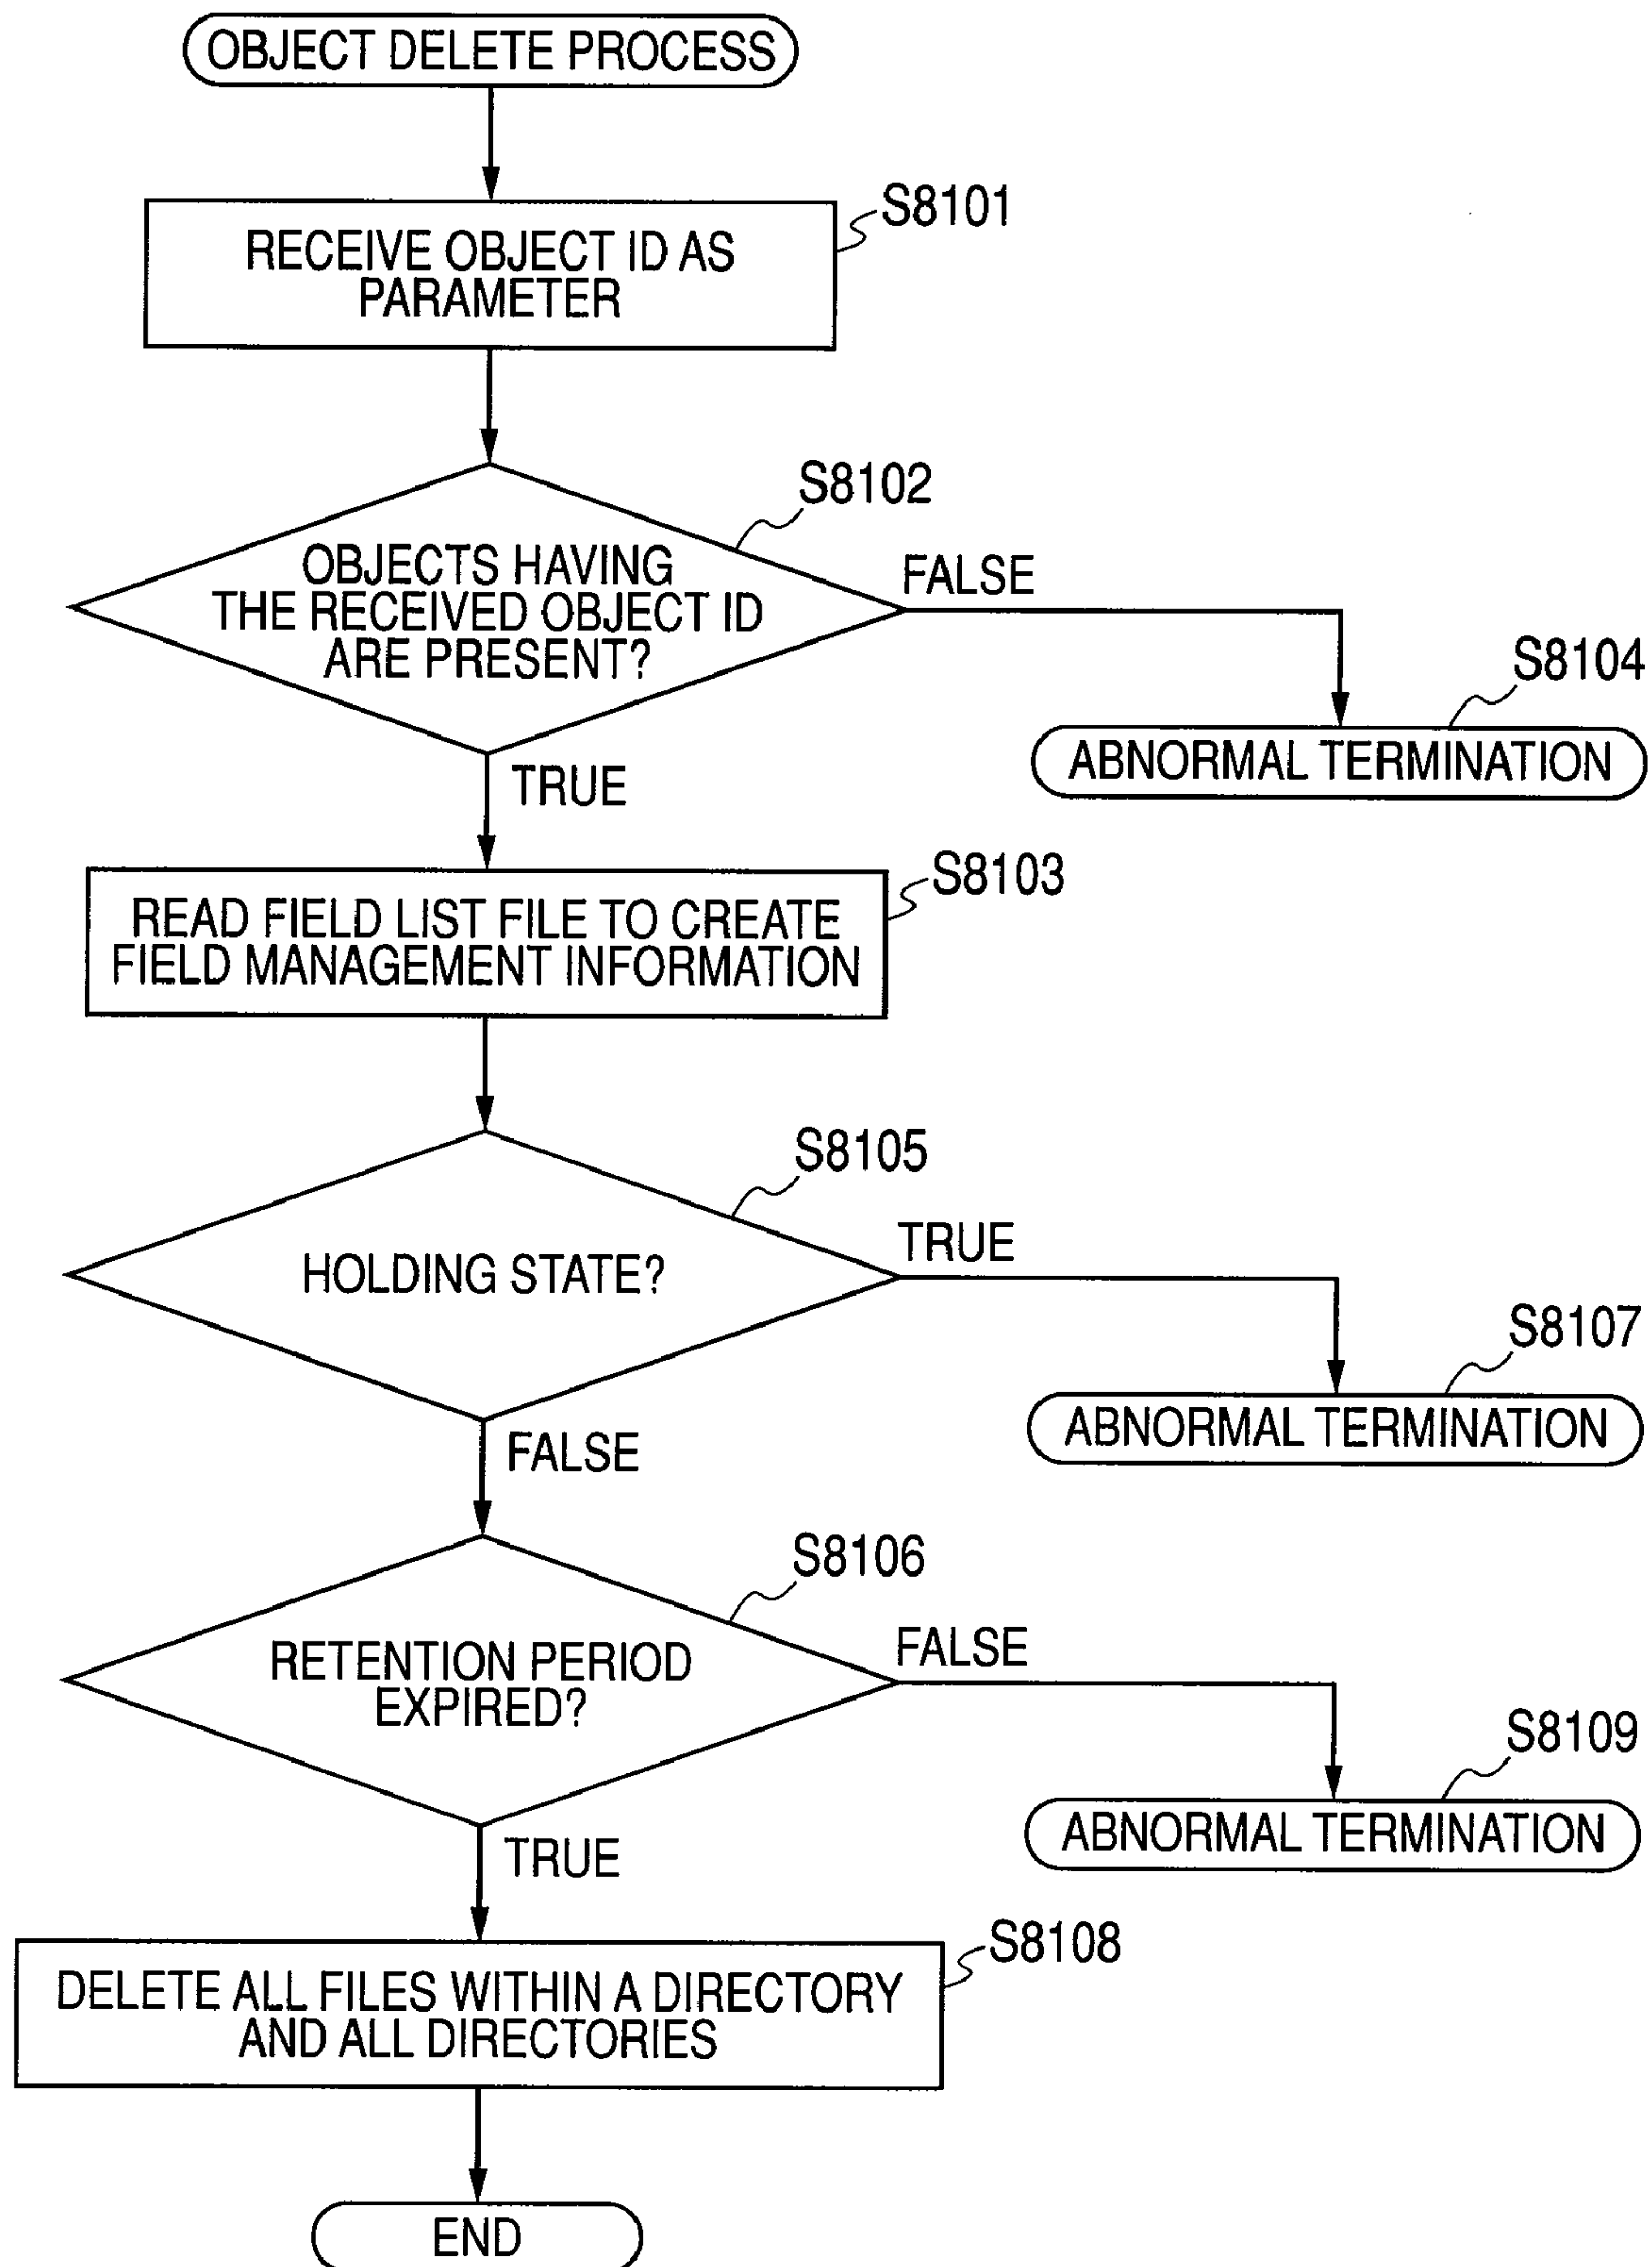 OBJECT DELETE PROCESS
S8101
RECEIVE OBJECT ID AS
PARAMETER
S8102
OBJECTS HAVING
THE RECEIVED OBJECT ID
ARE PRESENT?
FALSE
S8104
ABNORMAL TERMINATION
TRUE
S8103
READ FIELD LIST FILE TO CREATE
FIELD MANAGEMENT INFORMATION
S8105
HOLDING STATE?
TRUE
S8107
ABNORMAL TERMINATION
FALSE
S8106
RETENTION PERIOD
EXPIRED?
FALSE
S8109
ABNORMAL TERMINATION
TRUE
S8108
DELETE ALL FILES WITHIN A DIRECTORY
AND ALL DIRECTORIES
END